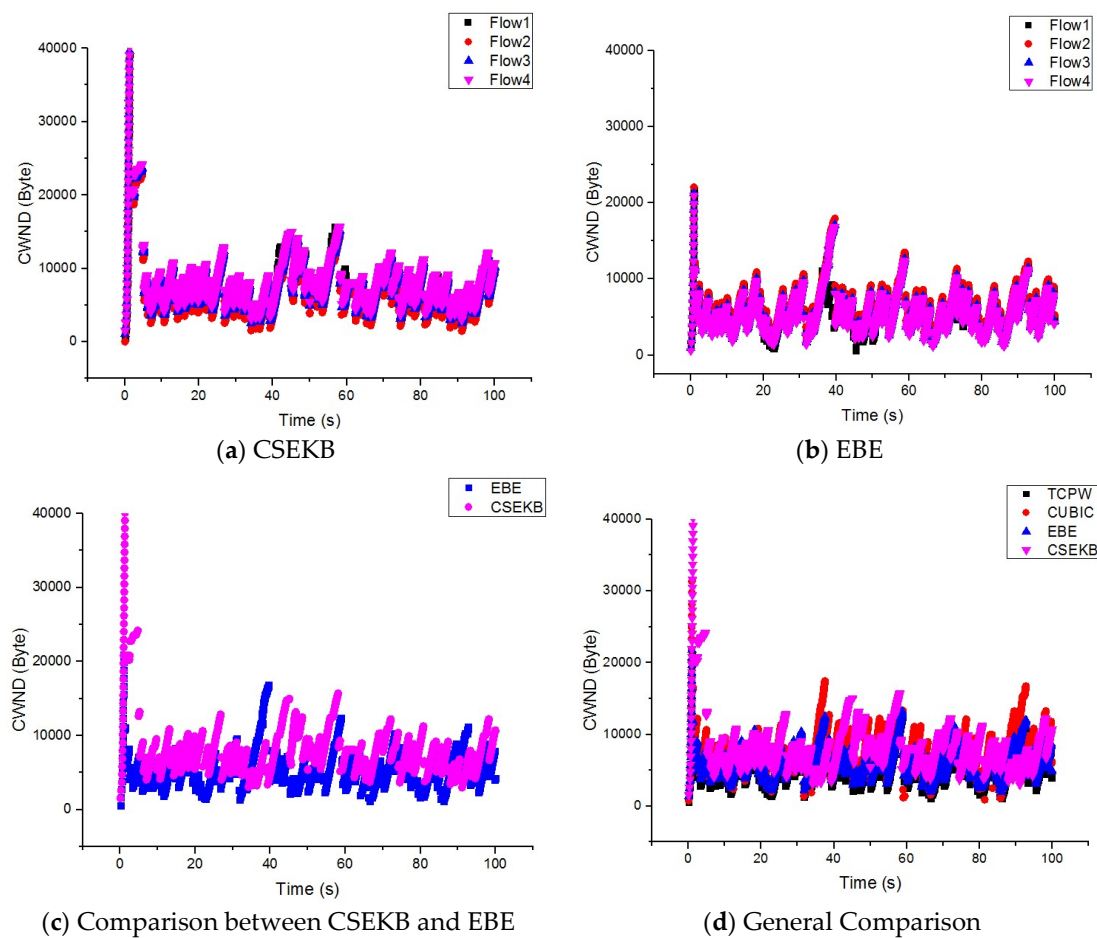 Flow1
Flow2
Flow3
Flow4
40000
30000
20000
10000
0
CWND (Byte)
0
20
40
60
80
100
Time (s)
(a) CSEKB
Flow1
Flow2
Flow3
Flow4
40000
30000
20000
10000
0
CWND (Byte)
0
20
40
60
80
100
Time (s)
(b) EBE
EBE
CSEKB
40000
30000
20000
10000
0
CWND (Byte)
0
20
40
60
80
100
Time (s)
(c) Comparison between CSEKB and EBE
TCPW
CUBIC
EBE
CSEKB
40000
30000
20000
10000
0
CWND (Byte)
0
20
40
60
80
100
Time (s)
(d) General Comparison